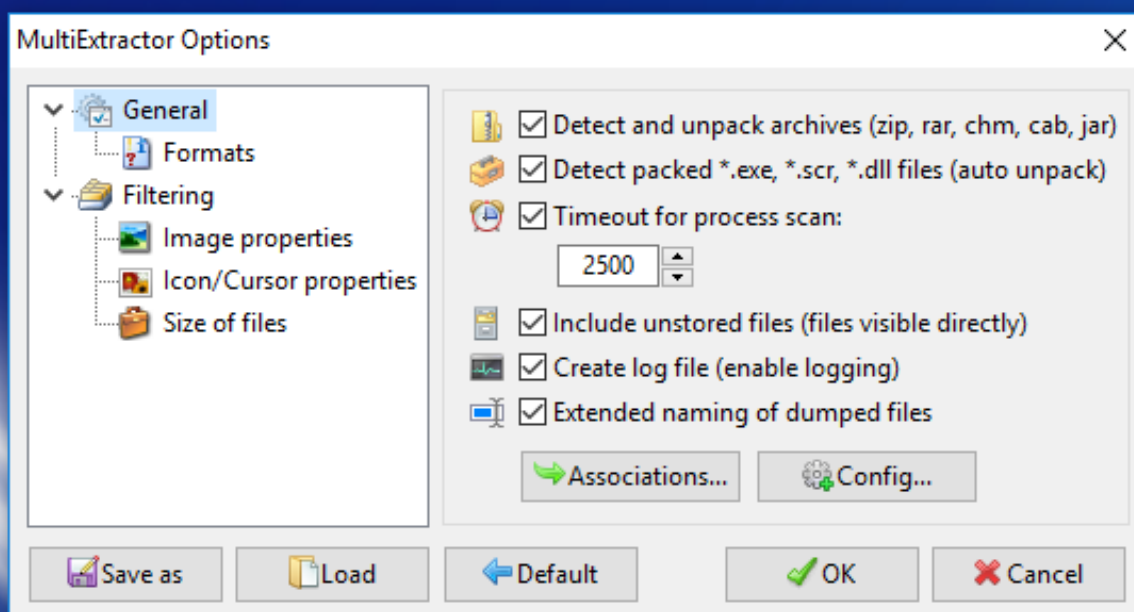 MultiExtractor Options
General
Formats
Filtering
Image properties
Icon/Cursor properties
Size of files
Detect and unpack archives (zip, rar, chm, cab, jar)
Detect packed *.exe, *.scr, *.dll files (auto unpack)
Timeout for process scan:
2500
Include unstored files (files visible directly)
Create log file (enable logging)
Extended naming of dumped files
Associations...
Config...
Save as
Load
Default
OK
Cancel